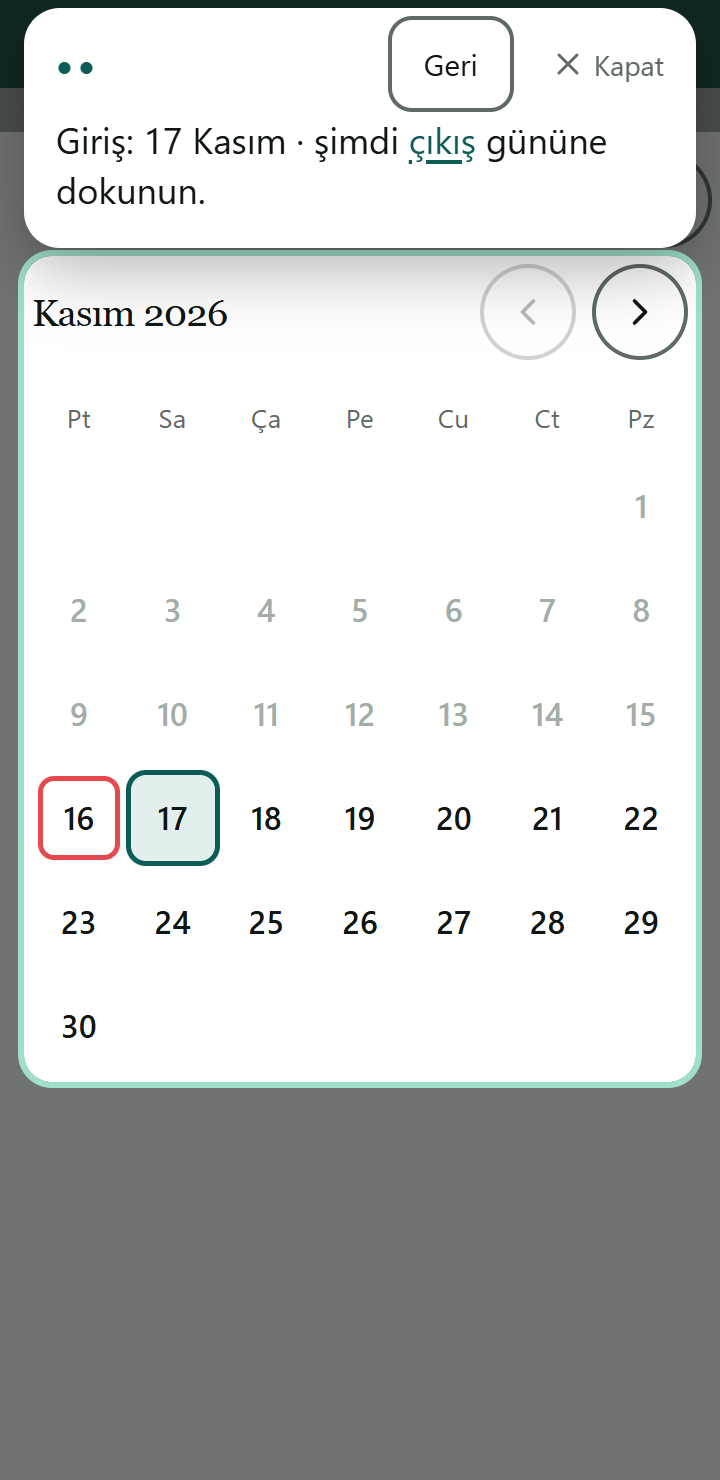 Geri
Kapat
Giriş: 17 Kasım · şimdi çıkış gününe
dokunun.
Kasım 2026
Pt Sa Ça Pe Cu Ct Pz
1
2 3 4 5 6 7 8
9 10 11 12 13 14 15
16 17 18 19 20 21 22
23 24 25 26 27 28 29
30